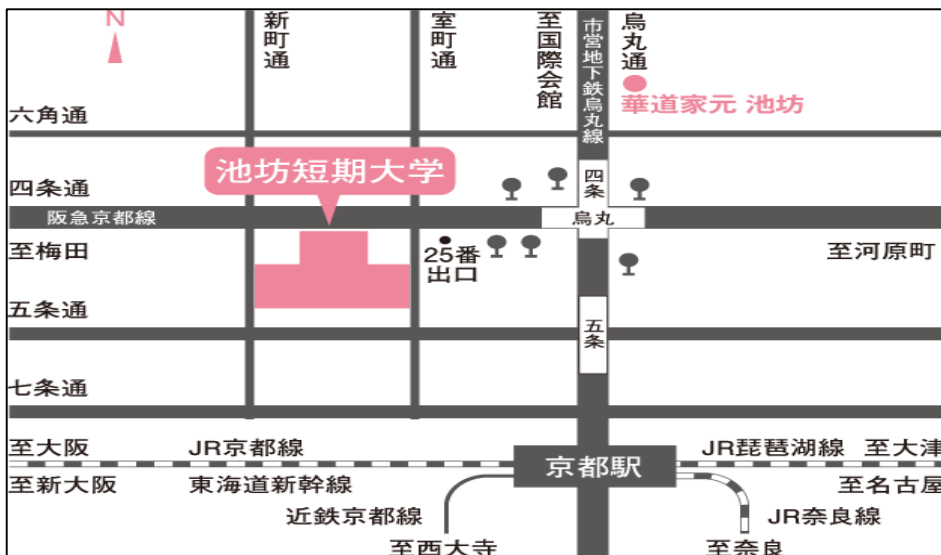 N
新町通
室町通
至国際会館
市営地下鉄烏丸線
烏丸通
華道家元 池坊
六角通
池坊短期大学
四条通
四条
阪急京都線
烏丸
至梅田
25番
出口
至河原町
五条通
五条
七条通
至大阪
JR京都線
京都駅
JR琵琶湖線
至大津
至新大阪
東海道新幹線
至名古屋
近鉄京都線
JR奈良線
至西大寺
至奈良